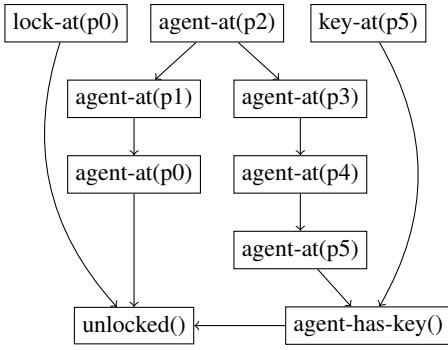 lock-at(p0)
agent-at(p2)
key-at(p5)
agent-at(p1)
agent-at(p3)
agent-at(p0)
agent-at(p4)
agent-at(p5)
unlocked()
agent-has-key()